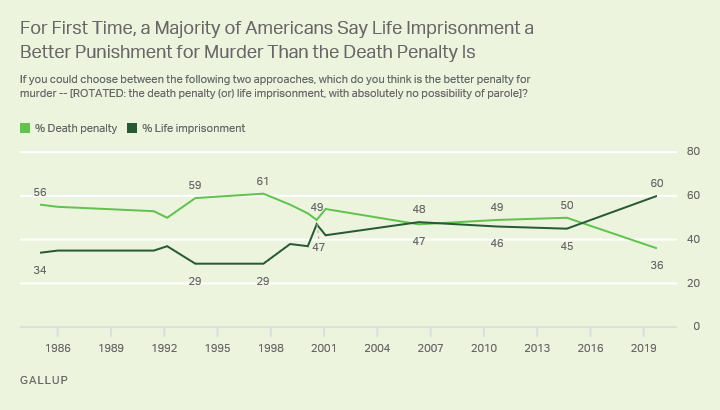 For First Time, a Majority of Americans Say Life Imprisonment a
Better Punishment for Murder Than the Death Penalty Is
If you could choose between the following two approaches, which do you think is the better penalty for
murder -- [ROTATED: the death penalty (or) life imprisonment, with absolutely no possibility of parole]?
% Death penalty % Life imprisonment
80
60
40
20
0
56 59 61 49 48 49 50 60
34 29 29 47 47 46 45 36
1986 1989 1992 1995 1998 2001 2004 2007 2010 2013 2016 2019
GALLUP